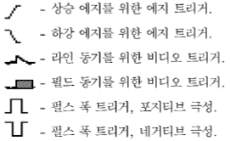 - 상승 에지를 위한 에지 트리거.
- 하강 에지를 위한 에지 트리거.
- 라인 동기를 위한 비디오 트리거.
- 필드 동기를 위한 비디오 트리거.
- 펄스 폭 트리거, 포지티브 극성.
- 펄스 폭 트리거, 네거티브 극성.